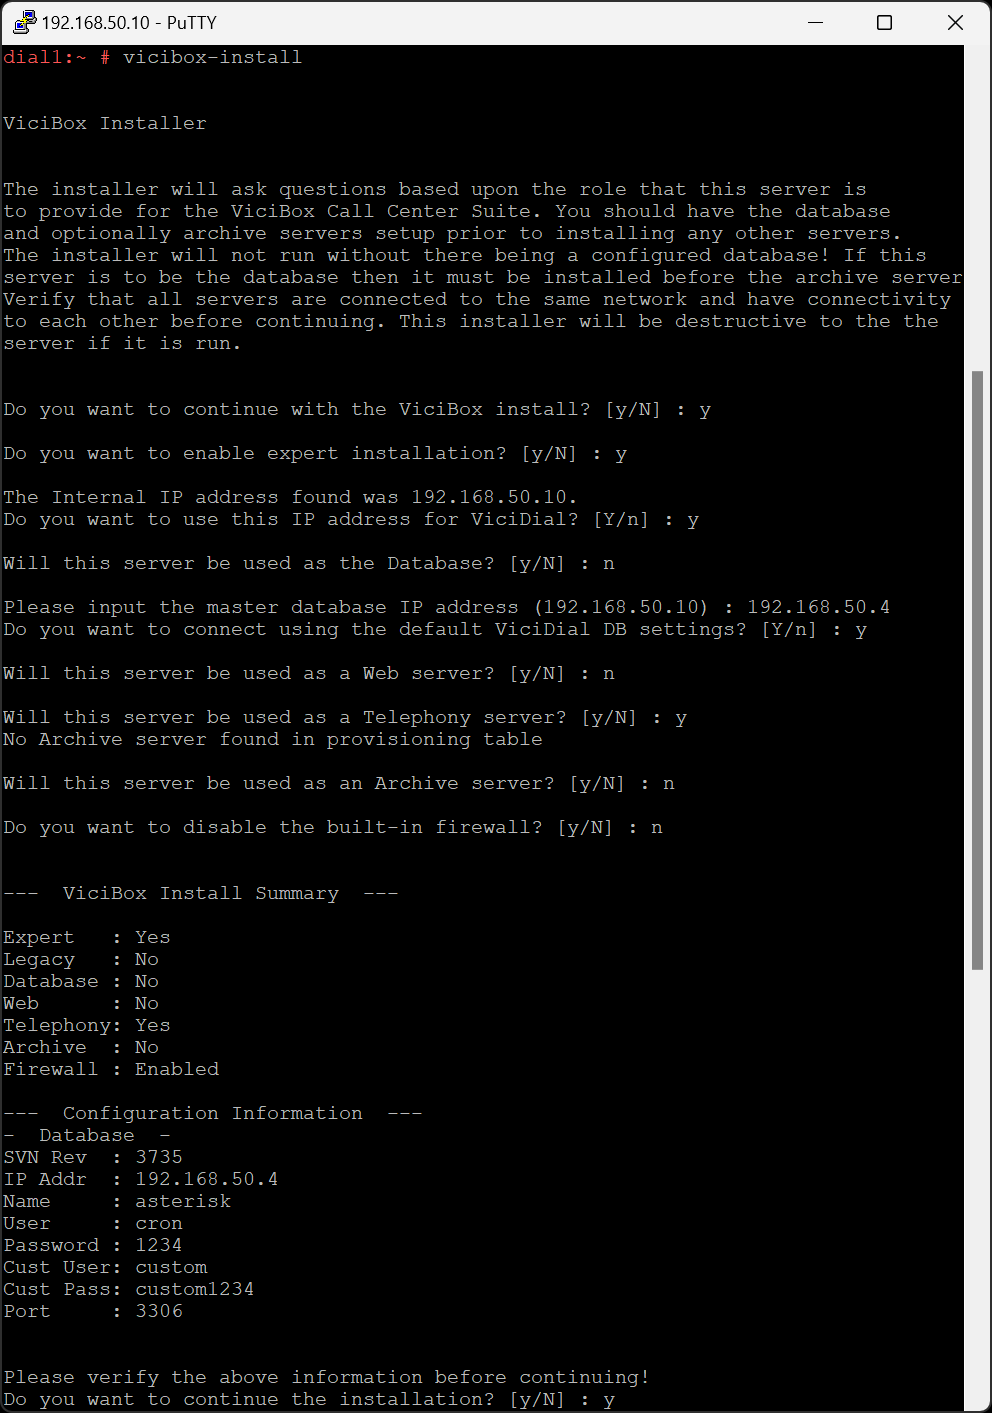 192.168.50.10 - PuTTY
dial1:~ # vicibox-install
ViciBox Installer
The installer will ask questions based upon the role that this server is
to provide for the ViciBox Call Center Suite. You should have the database
and optionally archive servers setup prior to installing any other servers.
The installer will not run without there being a configured database! If this
server is to be the database then it must be installed before the archive server
Verify that all servers are connected to the same network and have connectivity
to each other before continuing. This installer will be destructive to the the
server if it is run.
Do you want to continue with the ViciBox install? [y/N] : y
Do you want to enable expert installation? [y/N] : y
The Internal IP address found was 192.168.50.10.
Do you want to use this IP address for ViciDial? [Y/n] : y
Will this server be used as the Database? [y/N] : n
Please input the master database IP address (192.168.50.10) : 192.168.50.4
Do you want to connect using the default ViciDial DB settings? [Y/n] : y
Will this server be used as a Web server? [y/N] : n
Will this server be used as a Telephony server? [y/N] : y
No Archive server found in provisioning table
Will this server be used as an Archive server? [y/N] : n
Do you want to disable the built-in firewall? [y/N] : n
---  ViciBox Install Summary  ---
Expert   : Yes
Legacy   : No
Database : No
Web      : No
Telephony: Yes
Archive  : No
Firewall : Enabled
---  Configuration Information  ---
-  Database  -
SVN Rev  : 3735
IP Addr  : 192.168.50.4
Name     : asterisk
User     : cron
Password : 1234
Cust User: custom
Cust Pass: custom1234
Port     : 3306
Please verify the above information before continuing!
Do you want to continue the installation? [y/N] : y